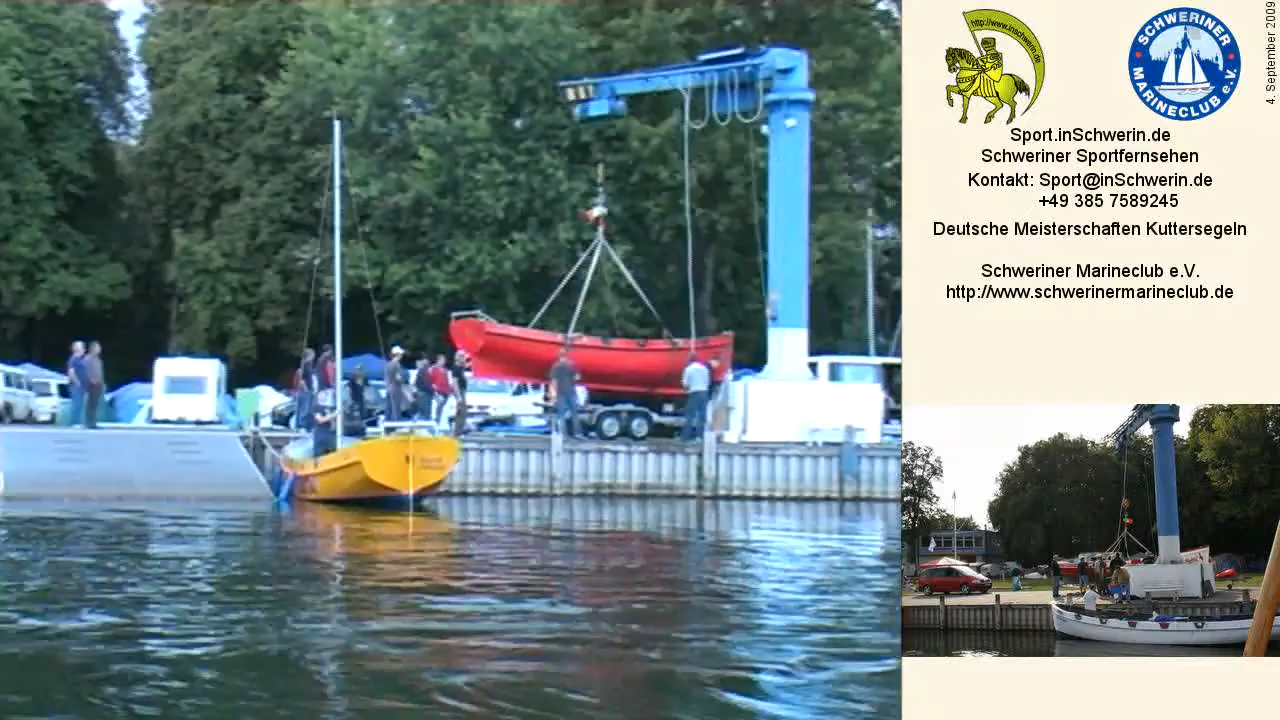 http://www.inschwerin.de
SCHWERINER
MARINECLUB e.V.
4. September 2009
Sport.inSchwerin.de
Schweriner Sportfernsehen
Kontakt: Sport@inSchwerin.de
+49 385 7589245
Deutsche Meisterschaften Kuttersegeln
Schweriner Marineclub e.V.
http://www.schwerinermarineclub.de